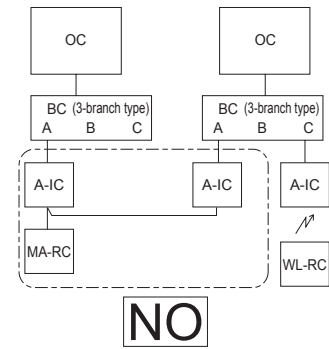 OC OC
BC (3-branch type) BC (3-branch type)
A B C A B C
A-IC A-IC A-IC
MA-RC WL-RC
NO